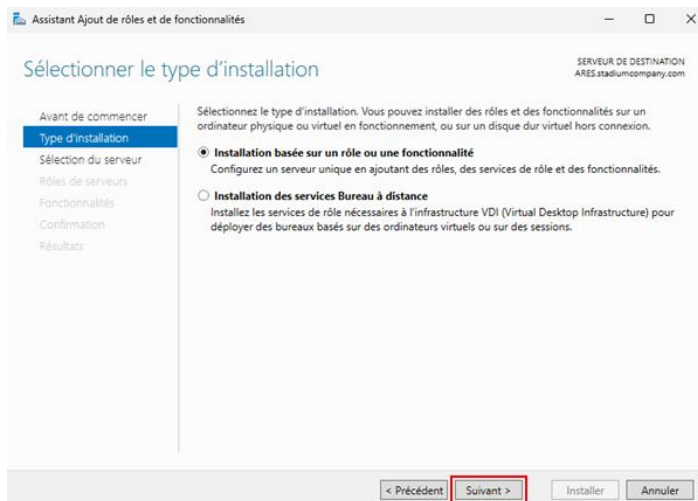 Assistant Ajout de rôles et de fonctionnalités
Sélectionner le type d'installation
SERVEUR DE DESTINATION
ARES.stadiumcompany.com
Avant de commencer
Type d'installation
Sélection du serveur
Rôles de serveurs
Fonctionnalités
Confirmation
Résultats
Sélectionnez le type d'installation. Vous pouvez installer des rôles et des fonctionnalités sur un
ordinateur physique ou virtuel en fonctionnement, ou sur un disque dur virtuel hors connexion.
Installation basée sur un rôle ou une fonctionnalité
Configurez un serveur unique en ajoutant des rôles, des services de rôle et des fonctionnalités.
Installation des services Bureau à distance
Installez les services de rôle nécessaires à l'infrastructure VDI (Virtual Desktop Infrastructure) pour
déployer des bureaux basés sur des ordinateurs virtuels ou sur des sessions.
< Précédent Suivant > Installer Annuler